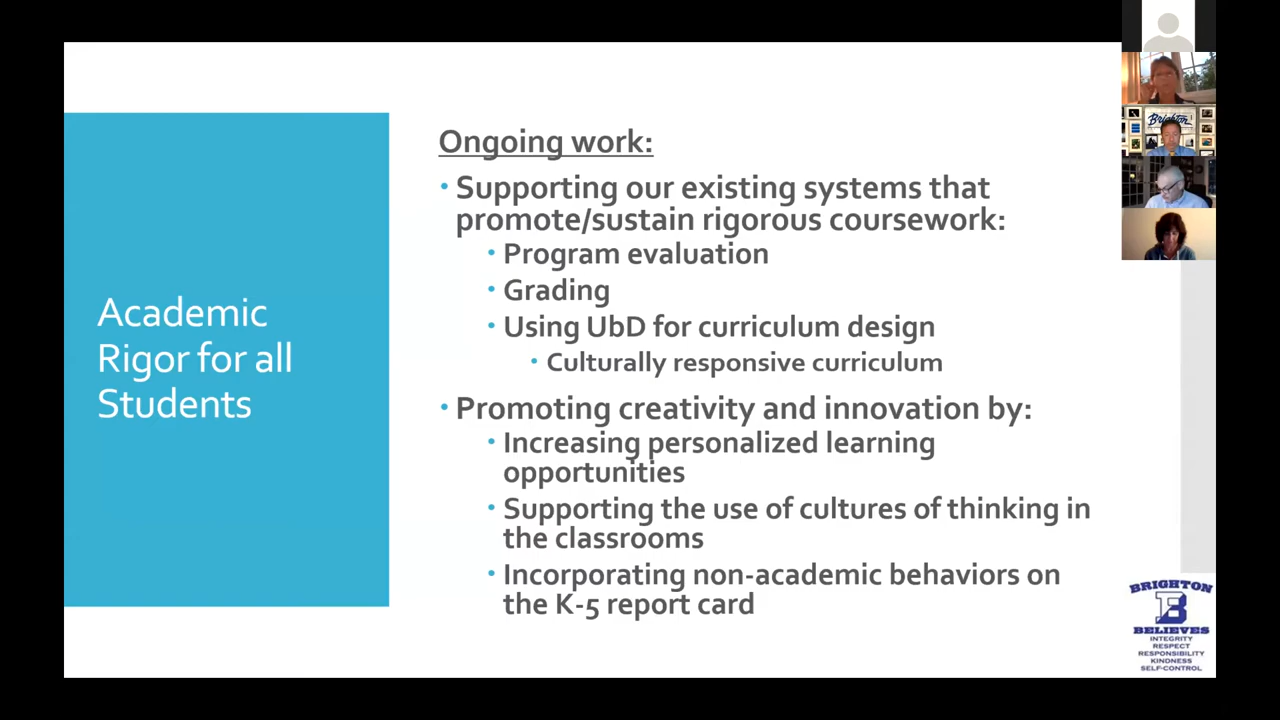 Academic
Rigor for all
Students
Ongoing work:
• Supporting our existing systems that
promote/sustain rigorous coursework:
• Program evaluation
• Grading
• Using UbD for curriculum design
• Culturally responsive curriculum
• Promoting creativity and innovation by:
• Increasing personalized learning
opportunities
• Supporting the use of cultures of thinking in
the classrooms
• Incorporating non-academic behaviors on
the K-5 report card
Brighton
BRIGHTON
B
BELIEVES
INTEGRITY
RESPECT
RESPONSIBILITY
KINDNESS
SELF-CONTROL